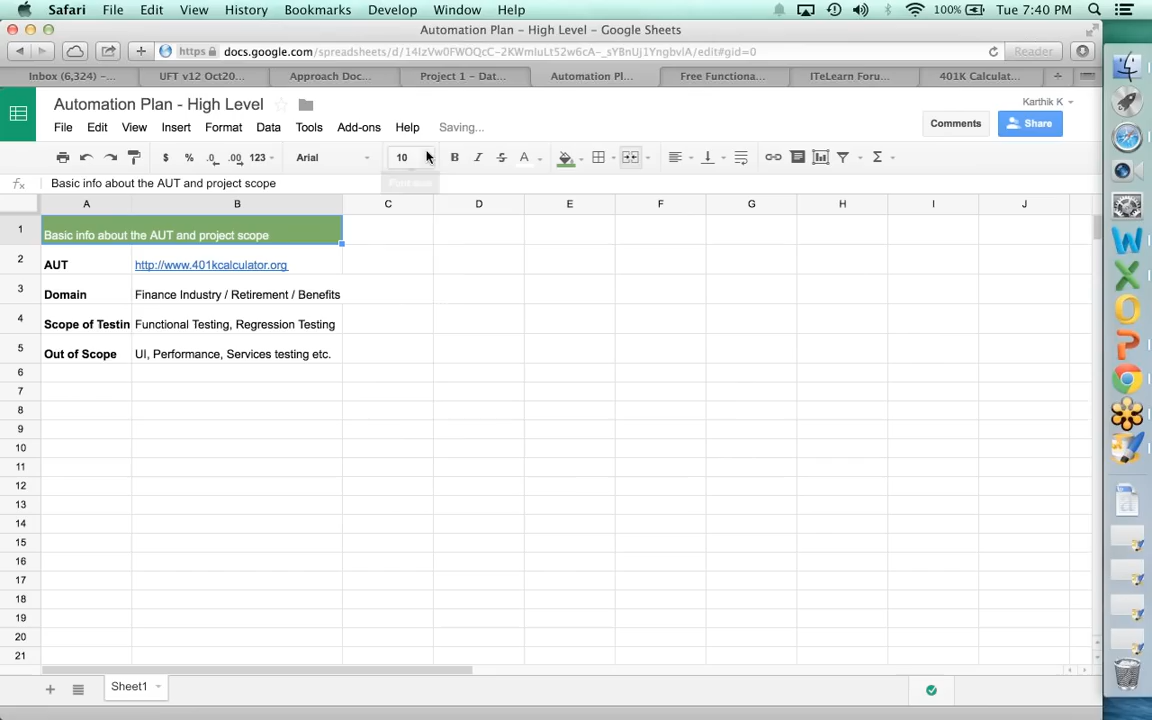 Safari File Edit View History Bookmarks Develop Window Help 100% Tue 7:40 PM
Automation Plan - High Level – Google Sheets
https docs.google.com/spreadsheets/d/ Reader
Inbox (6,324) –... UFT v12 Oct20... Approach Doc... Project 1 – Dat... Automation Pl... Free Functiona... ITeLearn Foru... 401K Calculat...
Automation Plan - High Level
Karthik K
File Edit View Insert Format Data Tools Add-ons Help Saving...
Comments Share
$ % .0 .00 123 Arial 10 B I S A Σ
Font size
fx Basic info about the AUT and project scope
A B C D E F G H I J
1 Basic info about the AUT and project scope
2 AUT http://www.401kcalculator.org
3 Domain Finance Industry / Retirement / Benefits
4 Scope of Testin Functional Testing, Regression Testing
5 Out of Scope UI, Performance, Services testing etc.
6
7
8
9
10
11
12
13
14
15
16
17
18
19
20
21
Sheet1